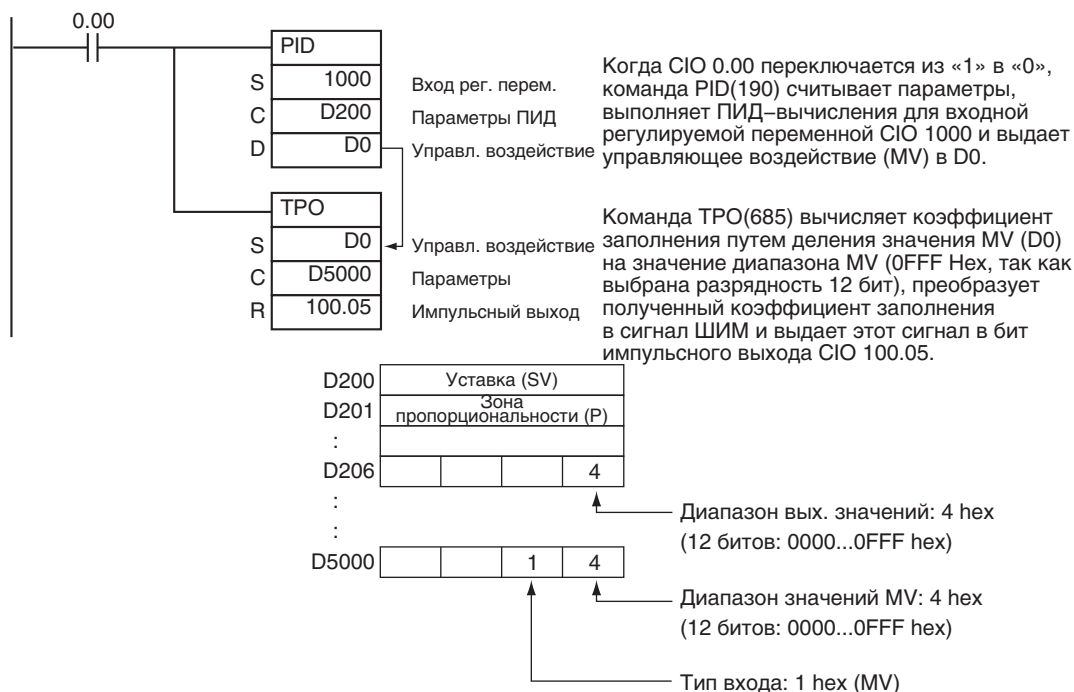 0.00
PID
S 1000 Вход рег. перем.
C D200 Параметры ПИД
D D0 Управл. воздействие
Когда CIO 0.00 переключается из «1» в «0»,
команда PID(190) считывает параметры,
выполняет ПИД–вычисления для входной
регулируемой переменной CIO 1000 и выдает
управляющее воздействие (MV) в D0.
TPO
S D0 Управл. воздействие
C D5000 Параметры
R 100.05 Импульсный выход
Команда TPO(685) вычисляет коэффициент
заполнения путем деления значения MV (D0)
на значение диапазона MV (0FFF Hex, так как
выбрана разрядность 12 бит), преобразует
полученный коэффициент заполнения
в сигнал ШИМ и выдает этот сигнал в бит
импульсного выхода CIO 100.05.
D200 Уставка (SV)
D201 Зона
пропорциональности (P)
:
D206 4
:
:
Диапазон вых. значений: 4 hex
(12 битов: 0000...0FFF hex)
D5000 1 4
Диапазон значений MV: 4 hex
(12 битов: 0000...0FFF hex)
Тип входа: 1 hex (MV)